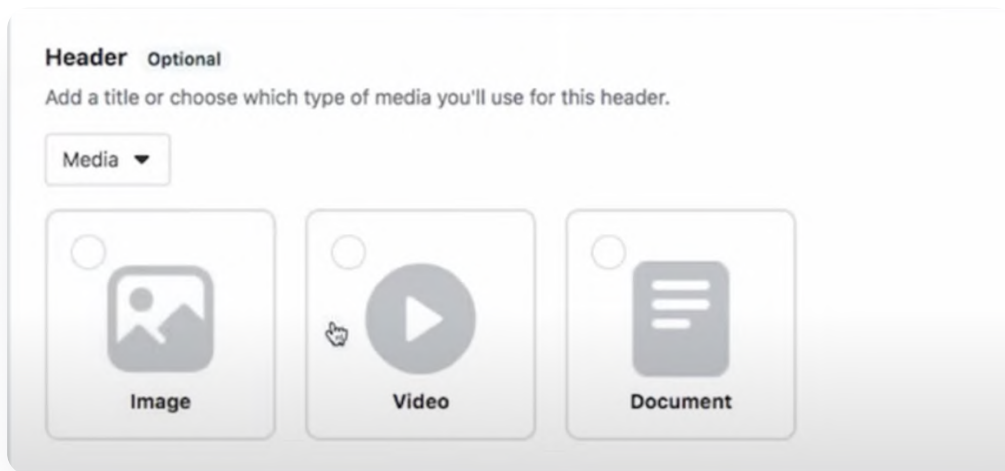 Header Optional
Add a title or choose which type of media you'll use for this header.
Media
Image Video Document